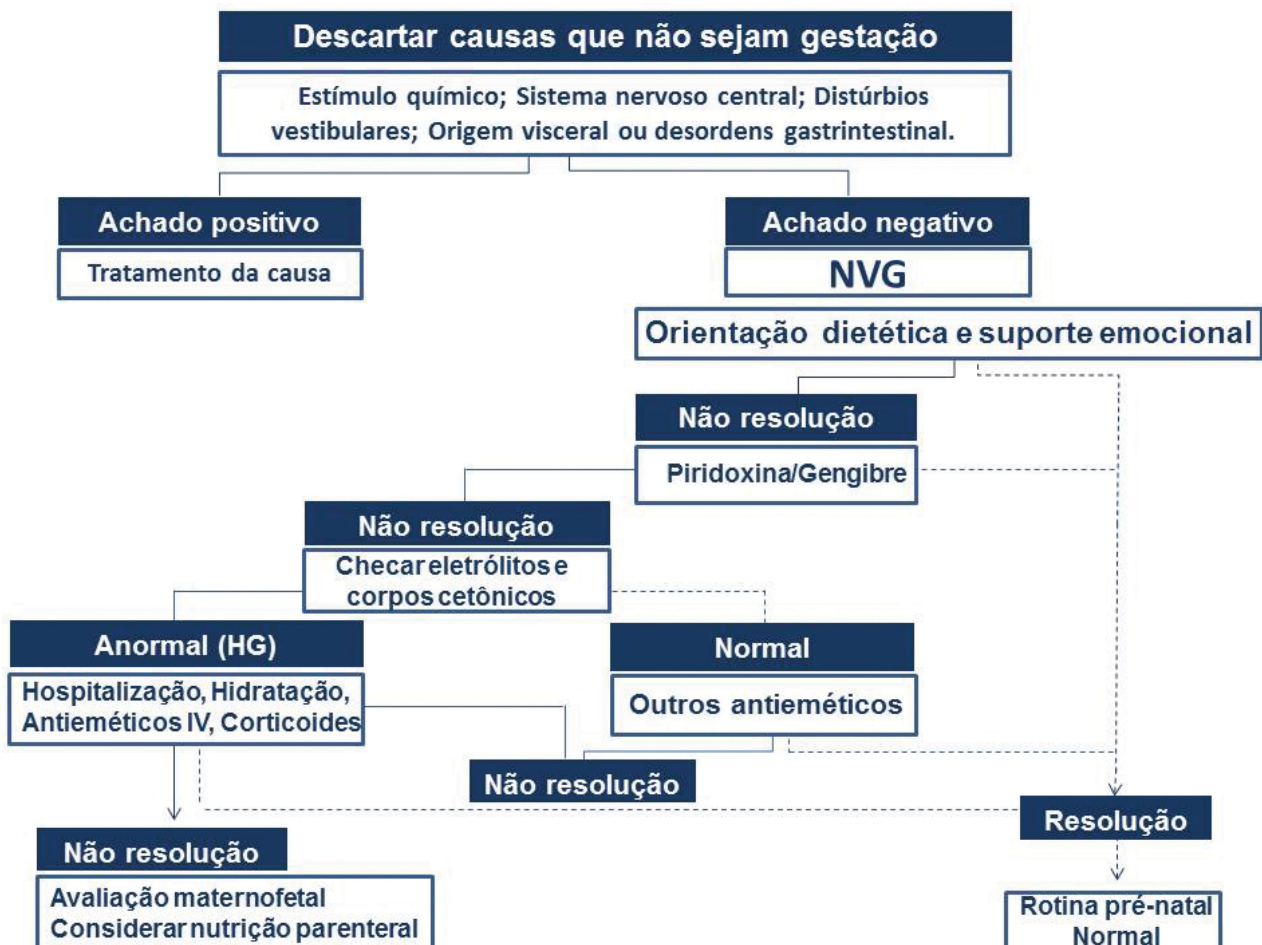 Descartar causas que não sejam gestação
Estímulo químico; Sistema nervoso central; Distúrbios
vestibulares; Origem visceral ou desordens gastrintestinal.
Achado positivo
Tratamento da causa
Achado negativo
NVG
Orientação dietética e suporte emocional
Não resolução
Piridoxina/Gengibre
Não resolução
Checar eletrólitos e
corpos cetônicos
Anormal (HG)
Hospitalização, Hidratação,
Antieméticos IV, Corticoides
Normal
Outros antieméticos
Não resolução
Resolução
Não resolução
Avaliação maternofetal
Considerar nutrição parenteral
Rotina pré-natal
Normal